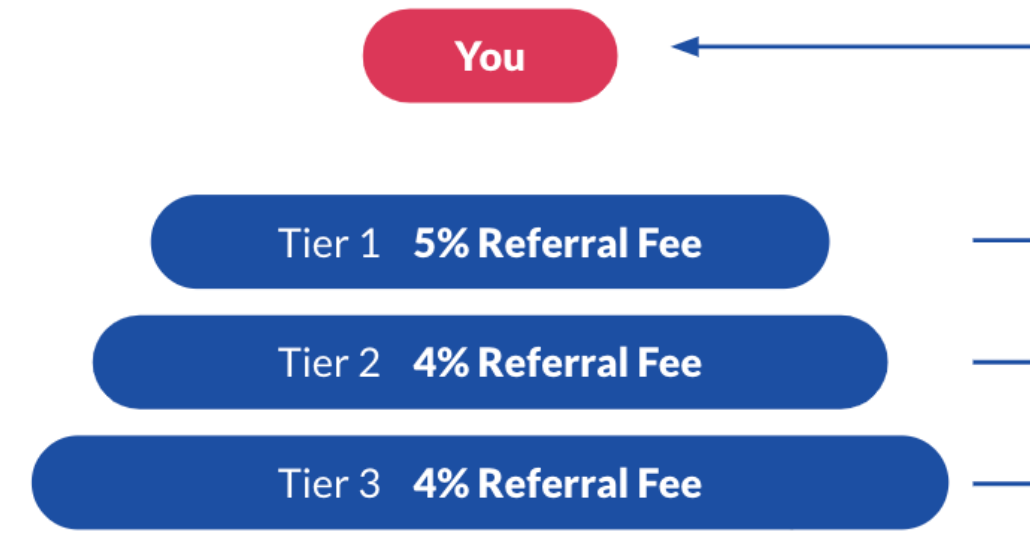 You
Tier 1 5% Referral Fee
Tier 2 4% Referral Fee
Tier 3 4% Referral Fee